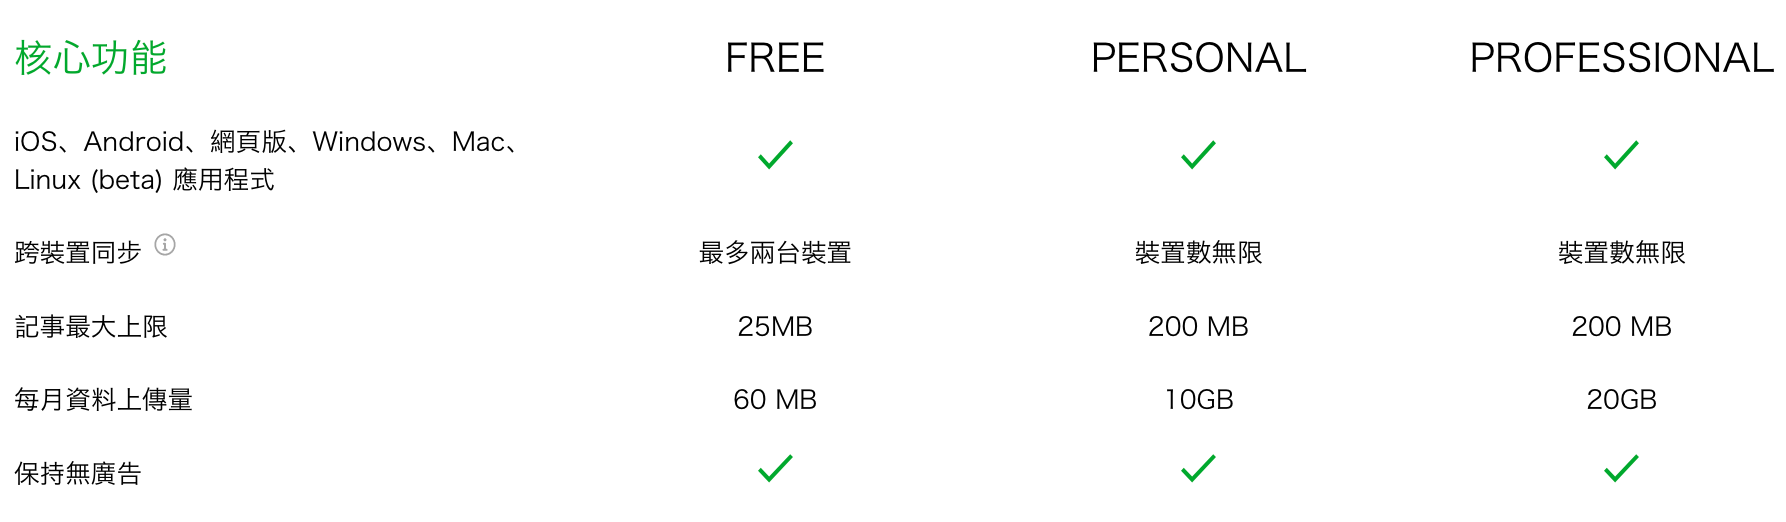 核心功能 FREE PERSONAL PROFESSIONAL
iOS、Android、網頁版、Windows、Mac、
Linux (beta) 應用程式
跨裝置同步 最多兩台裝置 裝置數無限 裝置數無限
記事最大上限 25MB 200 MB 200 MB
每月資料上傳量 60 MB 10GB 20GB
保持無廣告